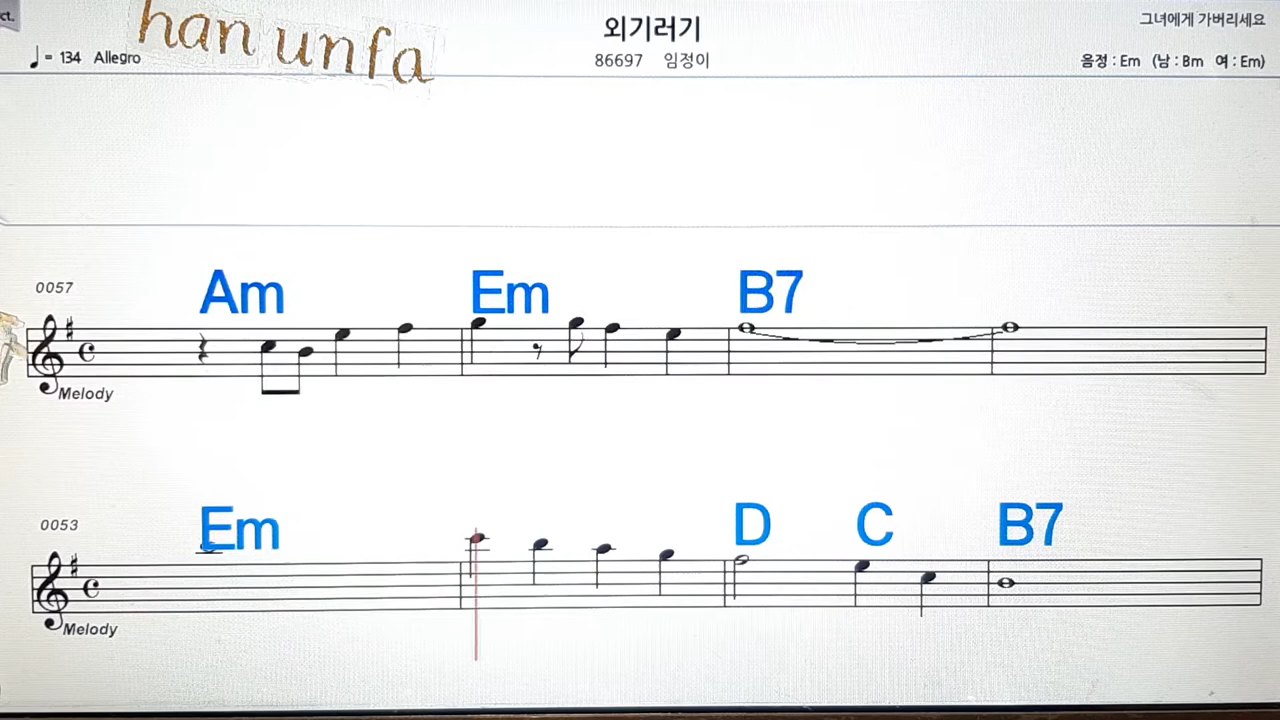 ct.
han unfa
외기러기
그녀에게 가버리세요
♩ = 134 Allegro
86697 임정이
음정 : Em (남 : Bm 여 : Em)
0057
Am Em B7
Melody
0053
Em D C B7
Melody